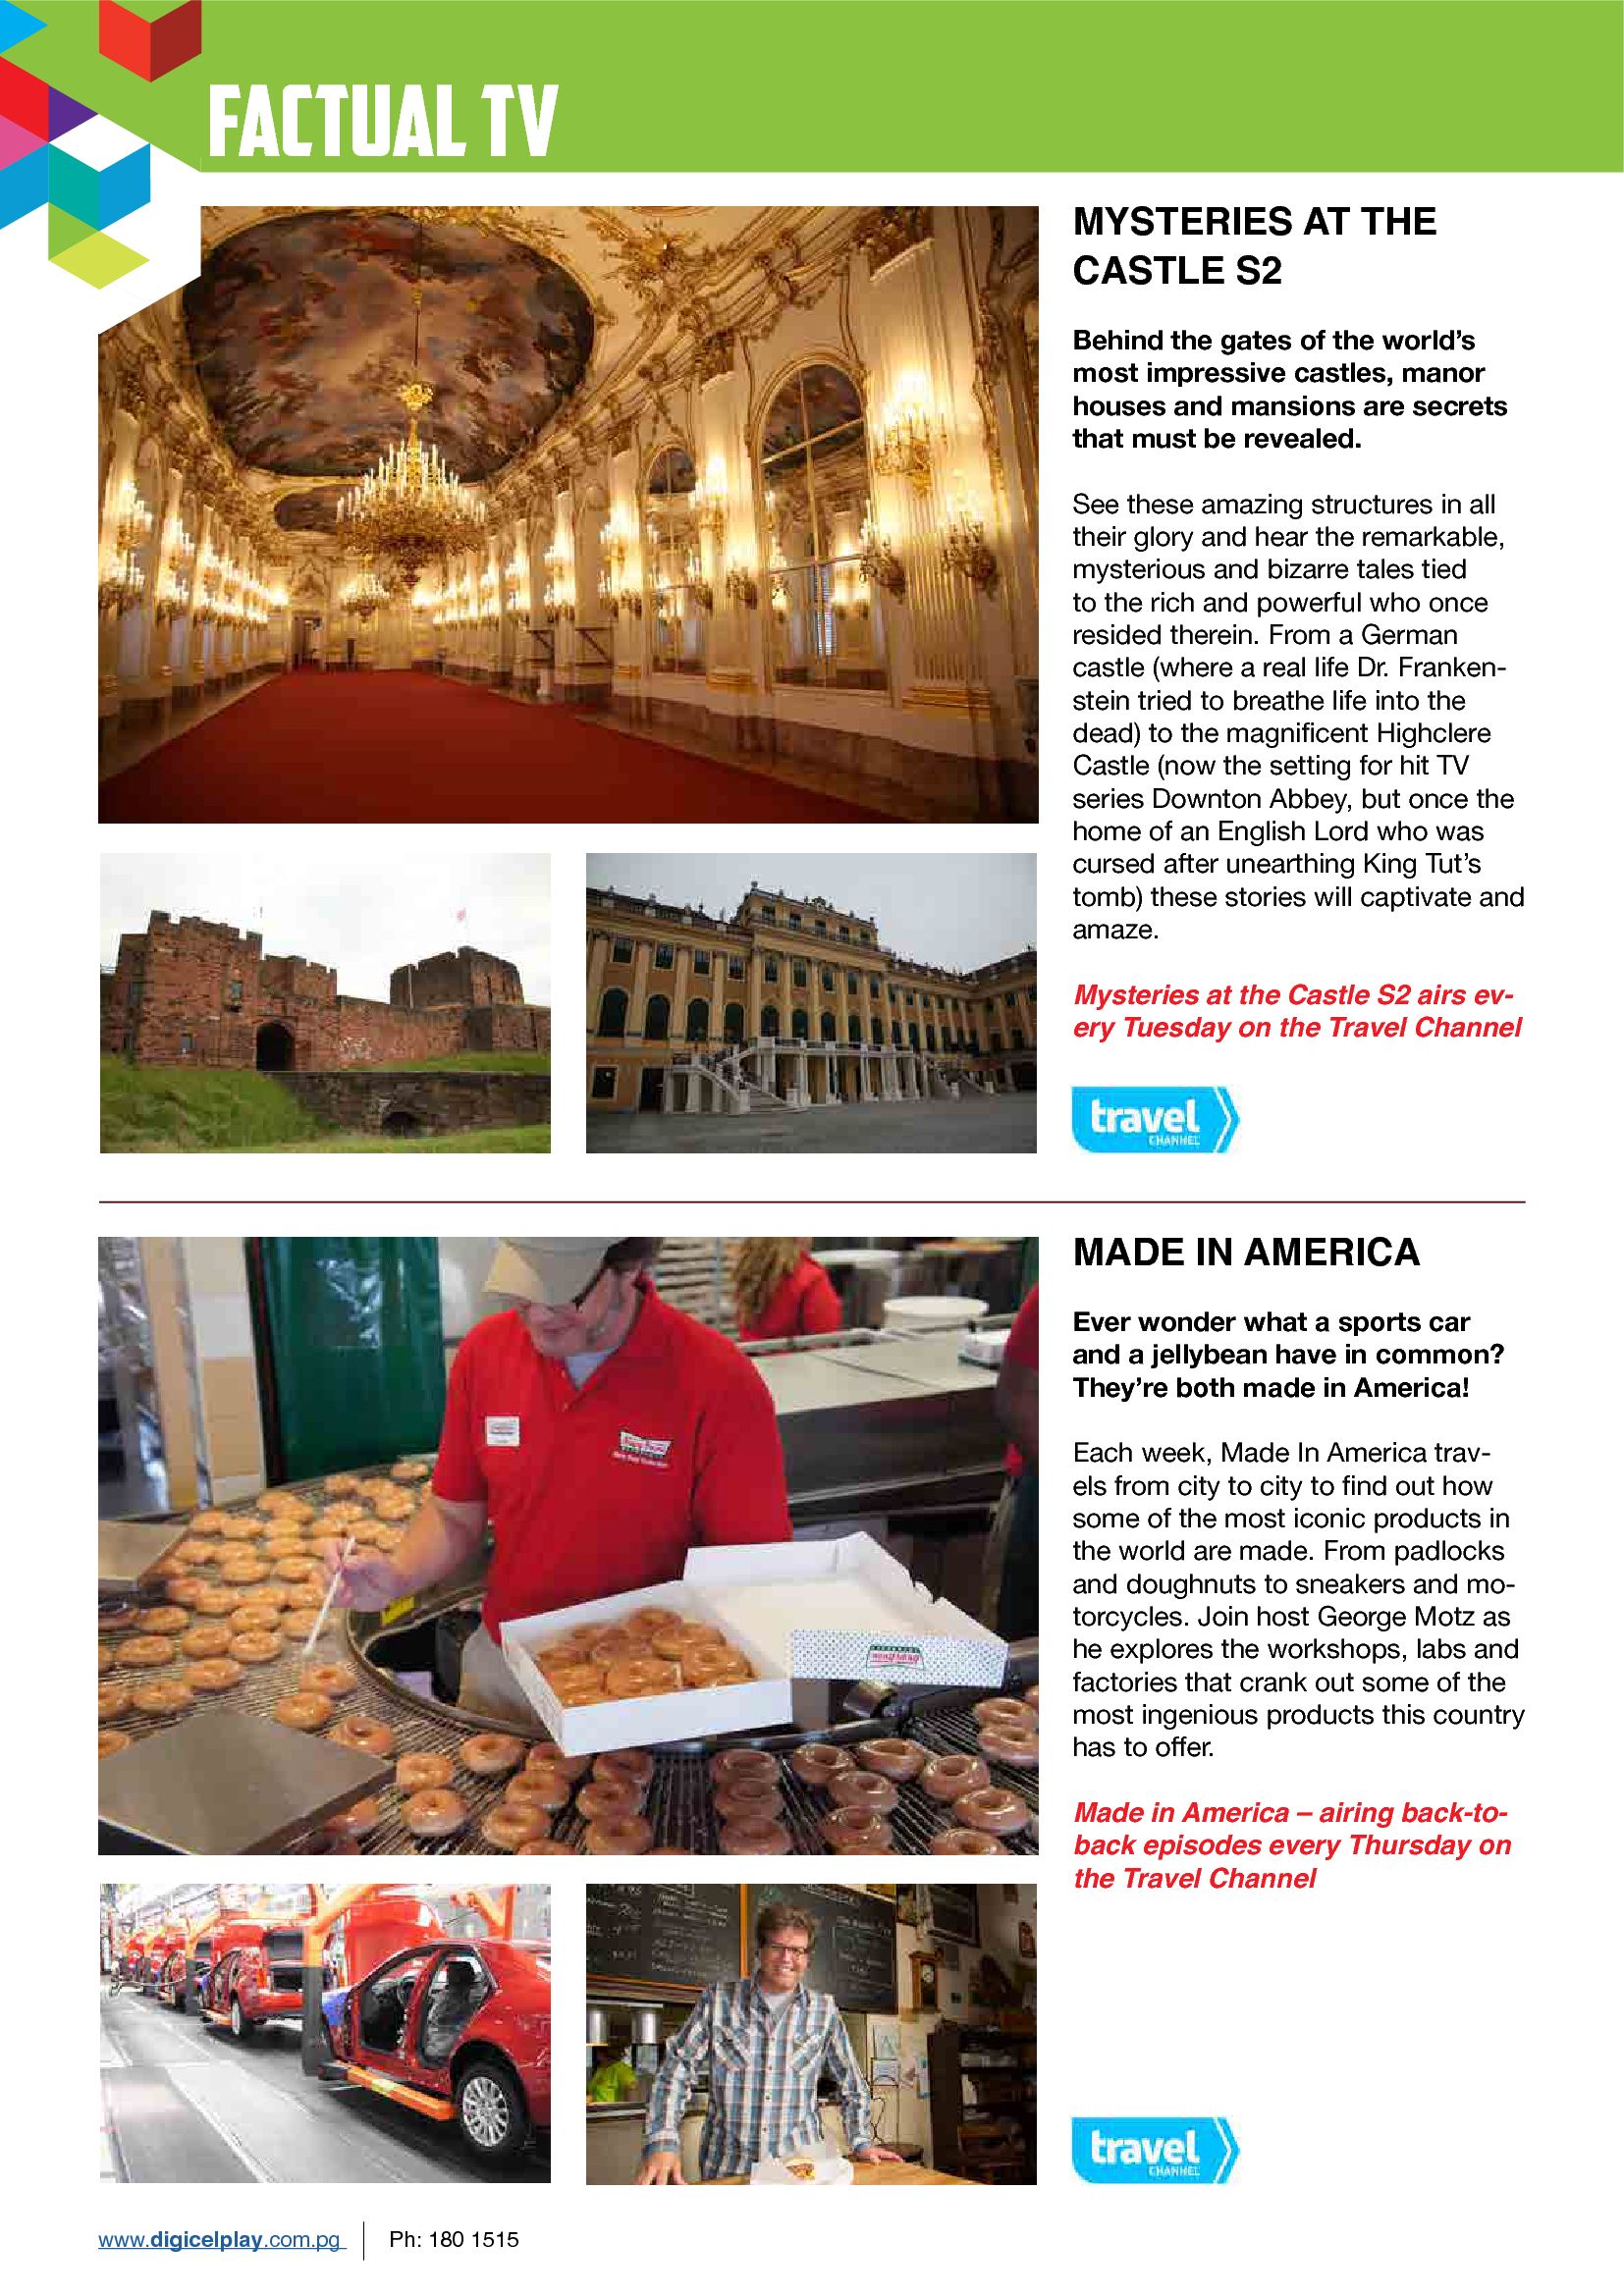 FACTUAL TV
MYSTERIES AT THE
CASTLE S2
Behind the gates of the world's
most impressive castles, manor
houses and mansions are secrets
that must be revealed.
See these amazing structures in all
their glory and hear the remarkable,
mysterious and bizarre tales tied
to the rich and powerful who once
resided therein. From a German
castle (where a real life Dr. Franken-
stein tried to breathe life into the
dead) to the magnificent Highclere
Castle (now the setting for hit TV
series Downton Abbey, but once the
home of an English Lord who was
cursed after unearthing King Tut's
tomb) these stories will captivate and
amaze.
Mysteries at the Castle S2 airs ev-
ery Tuesday on the Travel Channel
travel
CHANNEL
MADE IN AMERICA
Ever wonder what a sports car
and a jellybean have in common?
They're both made in America!
Each week, Made In America trav-
els from city to city to find out how
some of the most iconic products in
the world are made. From padlocks
and doughnuts to sneakers and mo-
torcycles. Join host George Motz as
he explores the workshops, labs and
factories that crank out some of the
most ingenious products this country
has to offer.
Made in America – airing back-to-
back episodes every Thursday on
the Travel Channel
travel
CHANNEL
www.digicelplay.com.pg
Ph: 180 1515